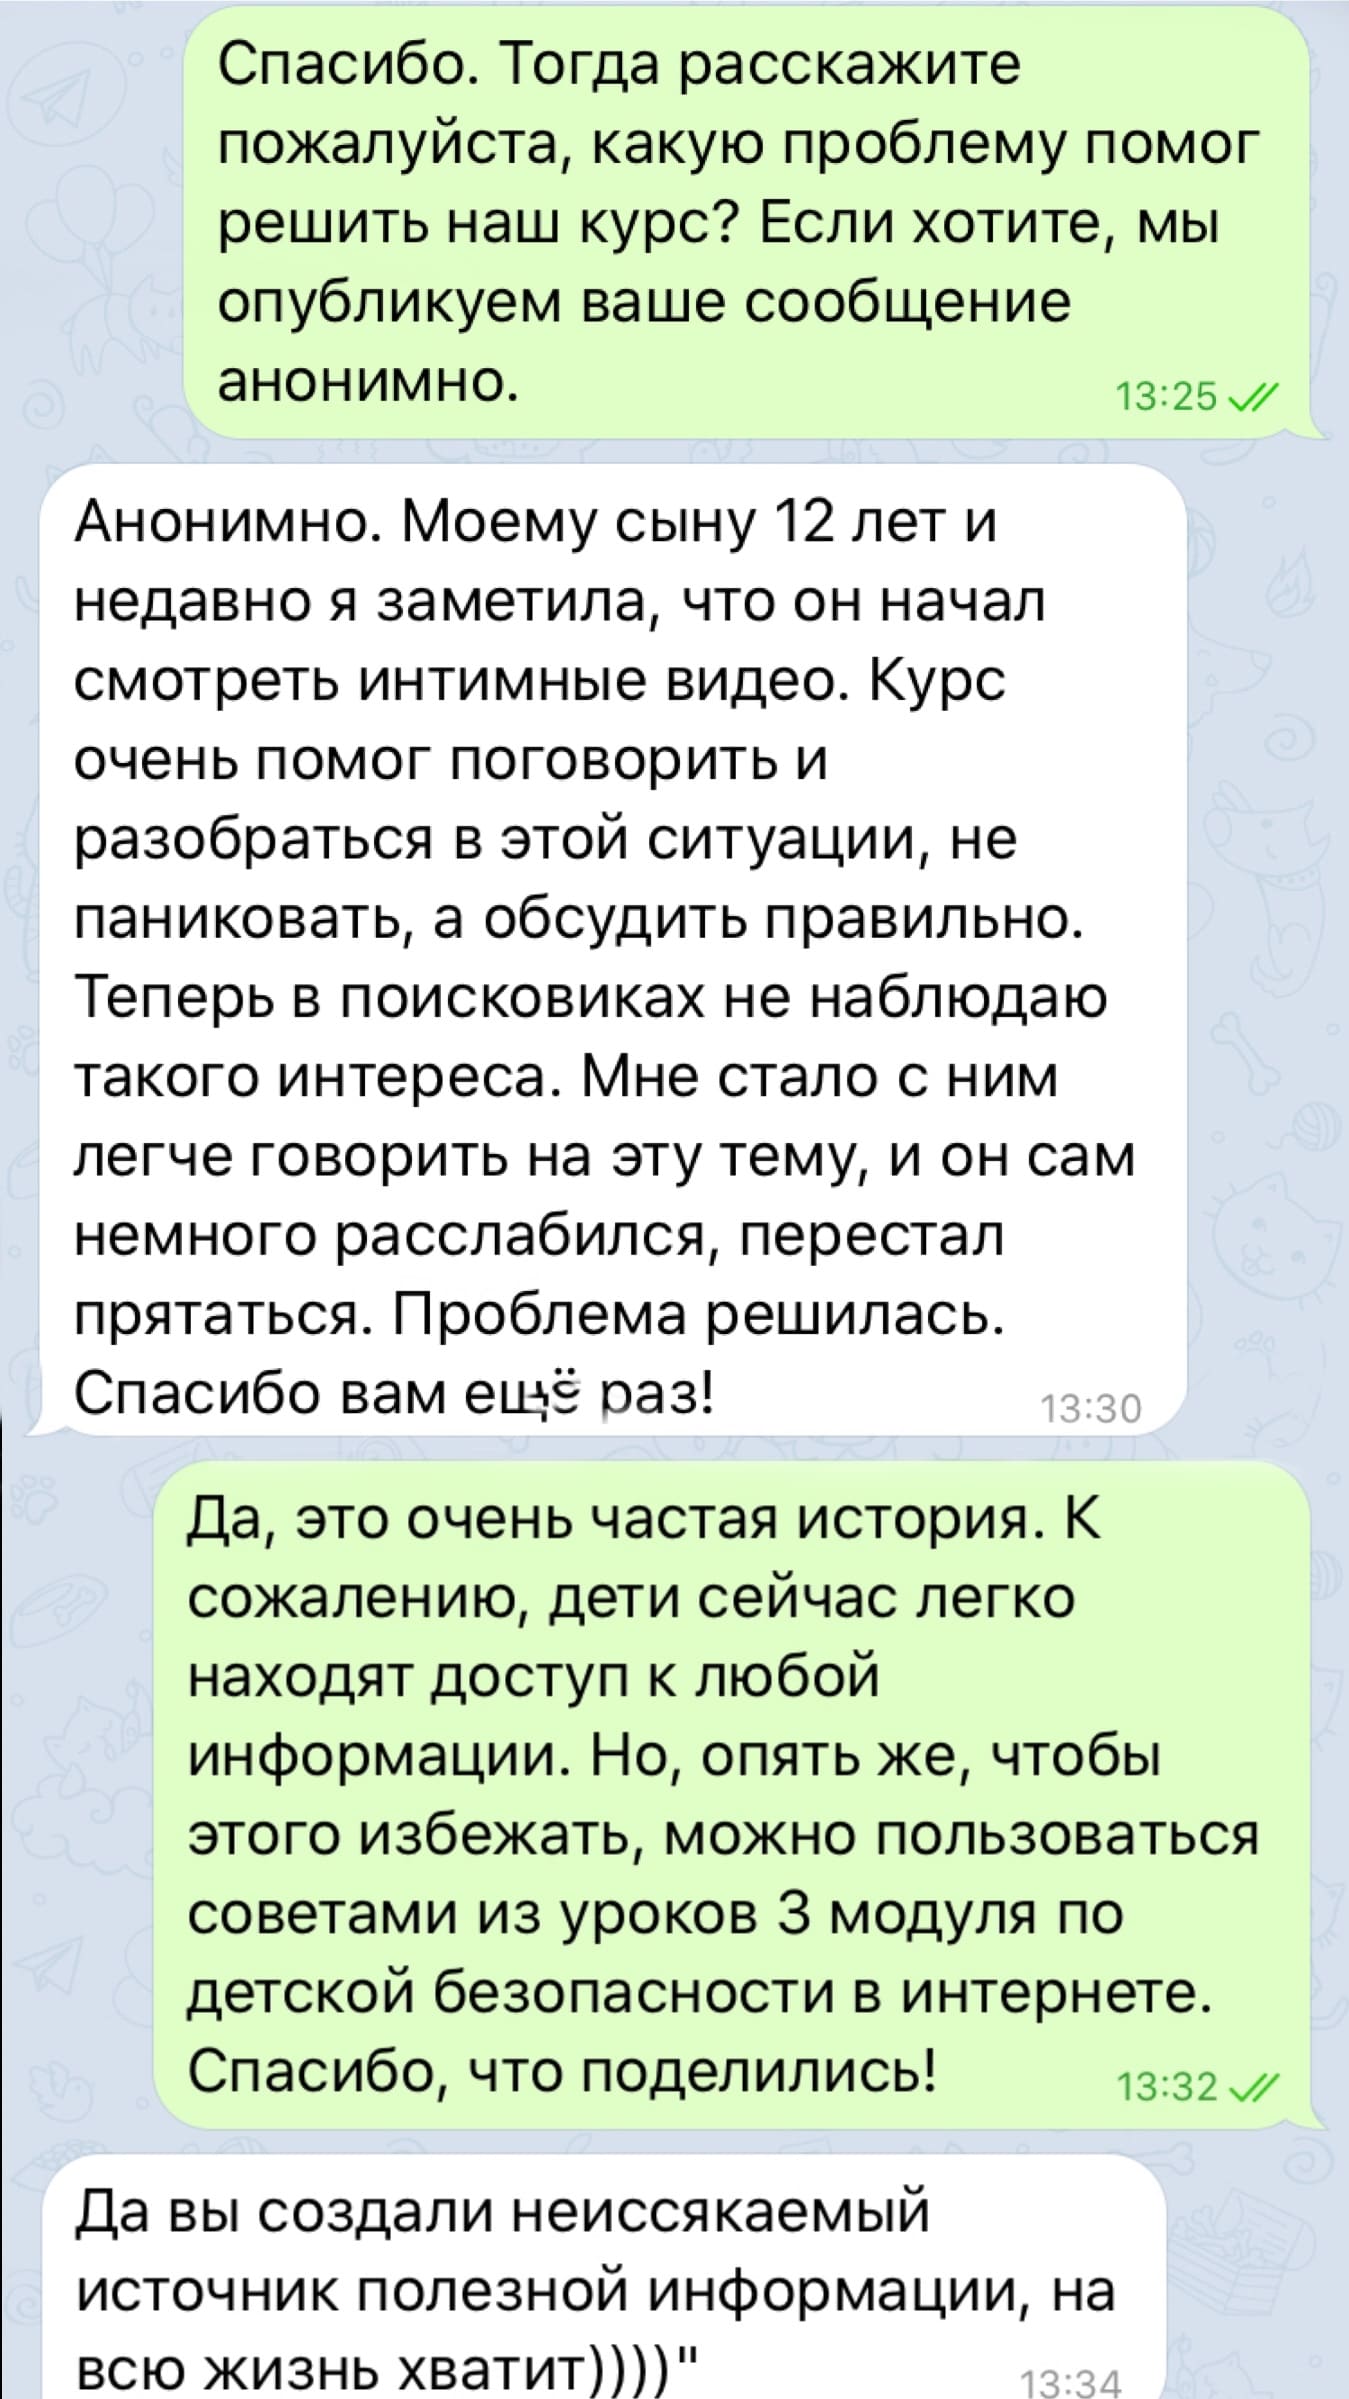 Спасибо. Тогда расскажите
пожалуйста, какую проблему помог
решить наш курс? Если хотите, мы
опубликуем ваше сообщение
анонимно.
13:25
Анонимно. Моему сыну 12 лет и
недавно я заметила, что он начал
смотреть интимные видео. Курс
очень помог поговорить и
разобраться в этой ситуации, не
паниковать, а обсудить правильно.
Теперь в поисковиках не наблюдаю
такого интереса. Мне стало с ним
легче говорить на эту тему, и он сам
немного расслабился, перестал
прятаться. Проблема решилась.
Спасибо вам ещё раз!
13:30
Да, это очень частая история. К
сожалению, дети сейчас легко
находят доступ к любой
информации. Но, опять же, чтобы
этого избежать, можно пользоваться
советами из уроков 3 модуля по
детской безопасности в интернете.
Спасибо, что поделились!
13:32
Да вы создали неиссякаемый
источник полезной информации, на
всю жизнь хватит))))"
13:34